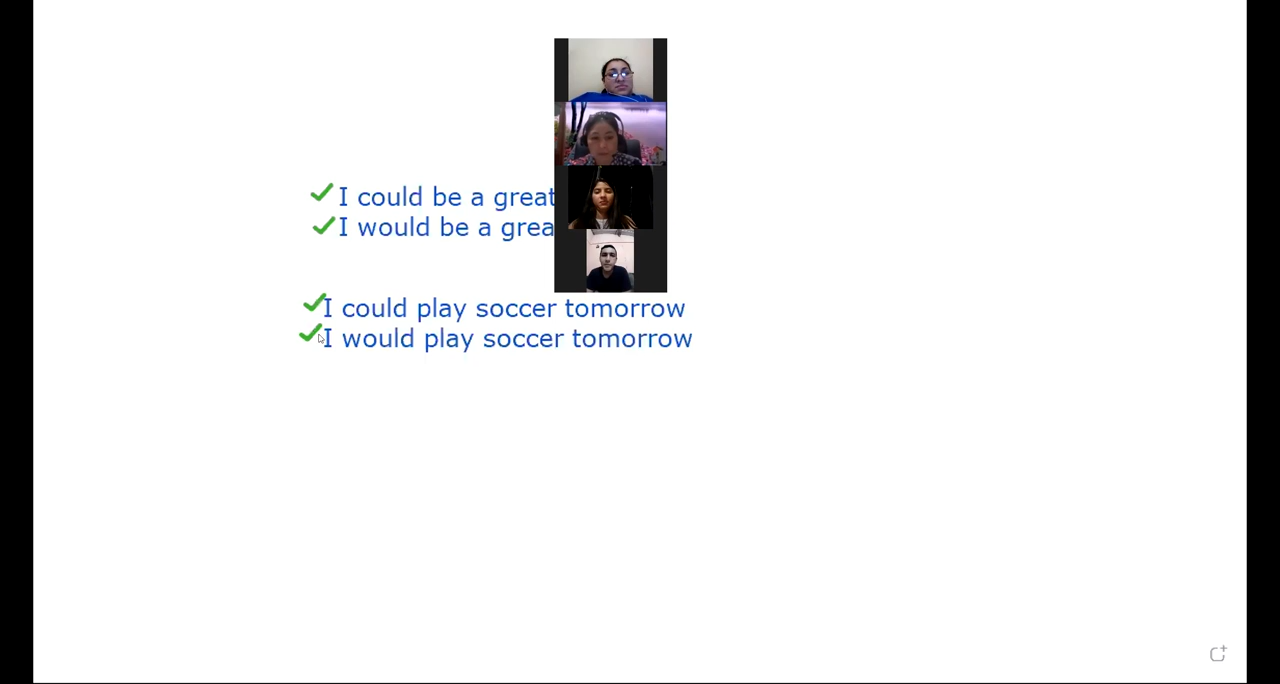 I could be a great
I would be a grea
I could play soccer tomorrow
I would play soccer tomorrow